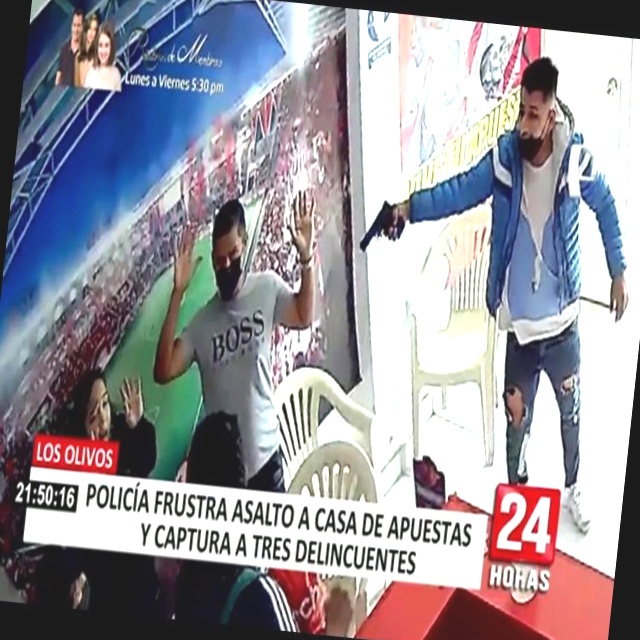 Lunes a Viernes 5:30 pm
BOSS
LOS OLIVOS
21:50:16
POLICÍA FRUSTRA ASALTO A CASA DE APUESTAS
Y CAPTURA A TRES DELINCUENTES
24
HORAS